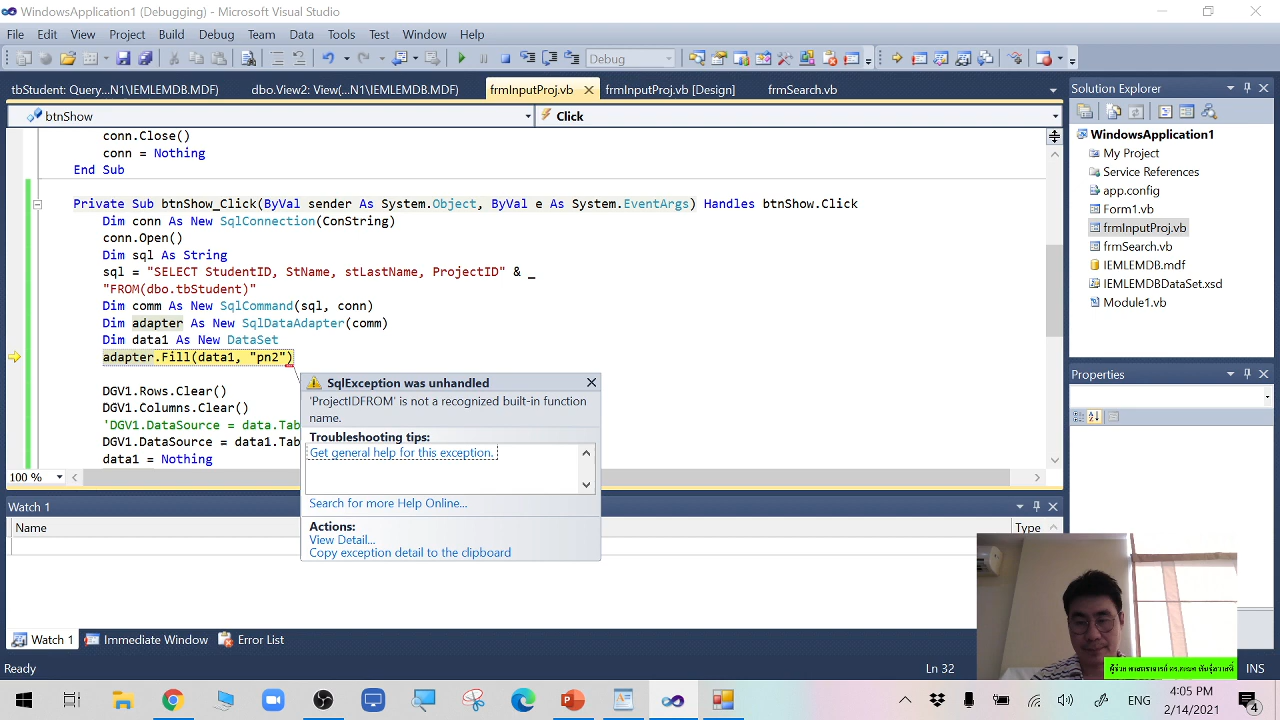 WindowsApplication1 (Debugging) - Microsoft Visual Studio
File Edit View Project Build Debug Team Data Tools Test Window Help
Debug
tbStudent: Query...N1\IEMLEMDB.MDF) dbo.View2: View(...N1\IEMLEMDB.MDF) frmInputProj.vb frmInputProj.vb [Design] frmSearch.vb
btnShow Click
conn.Close()
conn = Nothing
End Sub
Private Sub btnShow_Click(ByVal sender As System.Object, ByVal e As System.EventArgs) Handles btnShow.Click
Dim conn As New SqlConnection(ConString)
conn.Open()
Dim sql As String
sql = "SELECT StudentID, StName, stLastName, ProjectID" & _
"FROM(dbo.tbStudent)"
Dim comm As New SqlCommand(sql, conn)
Dim adapter As New SqlDataAdapter(comm)
Dim data1 As New DataSet
adapter.Fill(data1, "pn2")
DGV1.Rows.Clear()
DGV1.Columns.Clear()
'DGV1.DataSource = data.Tab
DGV1.DataSource = data1.Tab
data1 = Nothing
100 %
SqlException was unhandled
'ProjectIDFROM' is not a recognized built-in function
name.
Troubleshooting tips:
Get general help for this exception.
Search for more Help Online...
Actions:
View Detail...
Copy exception detail to the clipboard
Solution Explorer
WindowsApplication1
My Project
Service References
app.config
Form1.vb
frmInputProj.vb
frmSearch.vb
IEMLEMDB.mdf
IEMLEMDBDataSet.xsd
Module1.vb
Properties
Watch 1
Name Type
Watch 1 Immediate Window Error List
Ready Ln 32 INS
ENG
4:05 PM
2/14/2021
4